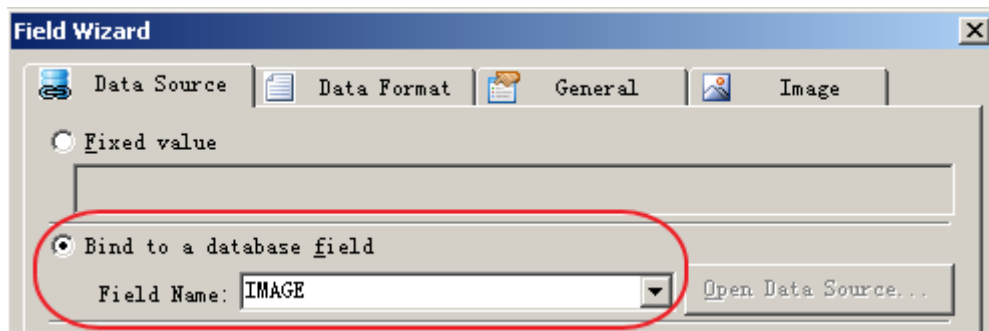 Field Wizard
Data Source Data Format General Image
Fixed value
Bind to a database field
Field Name: IMAGE Open Data Source...